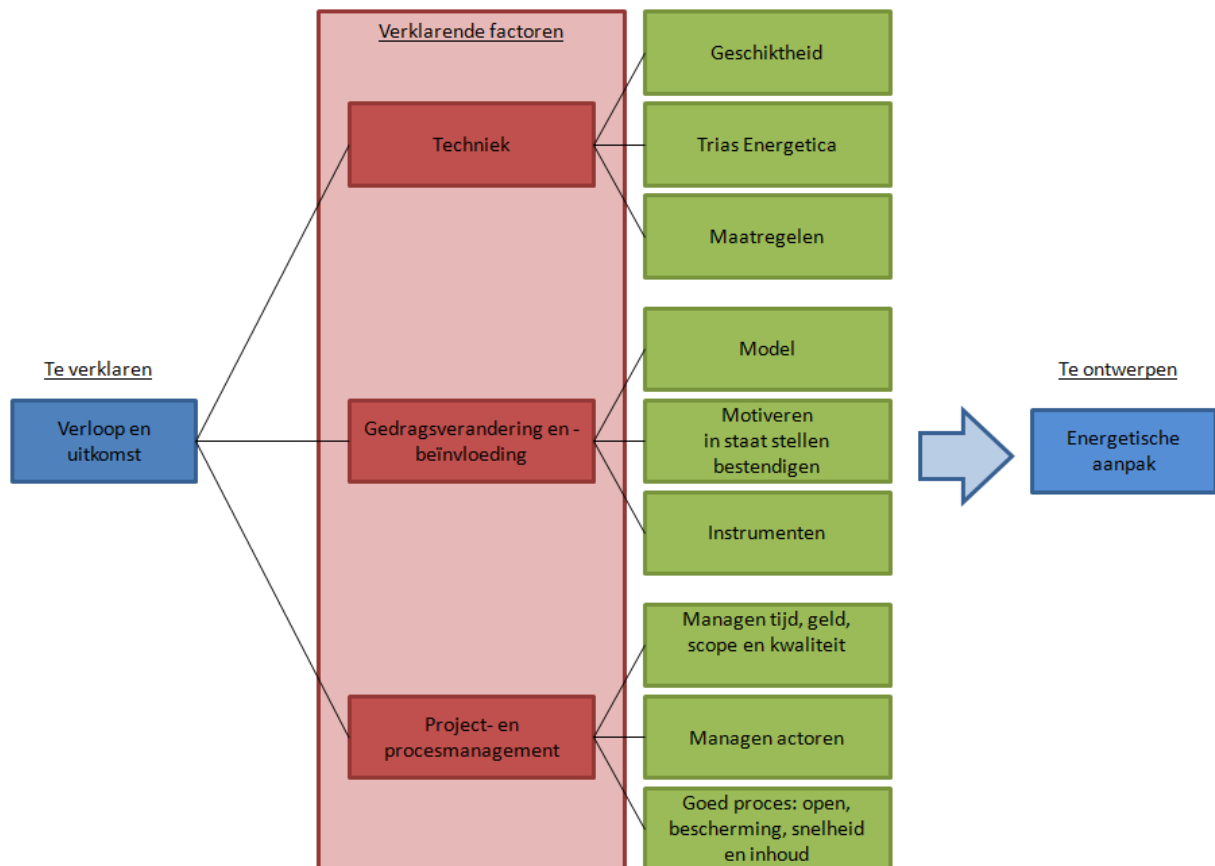 Verklarende factoren
Geschiktheid
Techniek
Trias Energetica
Maatregelen
Te verklaren
Verloop en
uitkomst
Gedragsverandering en -
beïnvloeding
Model
Motiveren
in staat stellen
bestendigen
Instrumenten
Te ontwerpen
Energetische
aanpak
Project- en
procesmanagement
Managen tijd, geld,
scope en kwaliteit
Managen actoren
Goed proces: open,
bescherming, snelheid
en inhoud